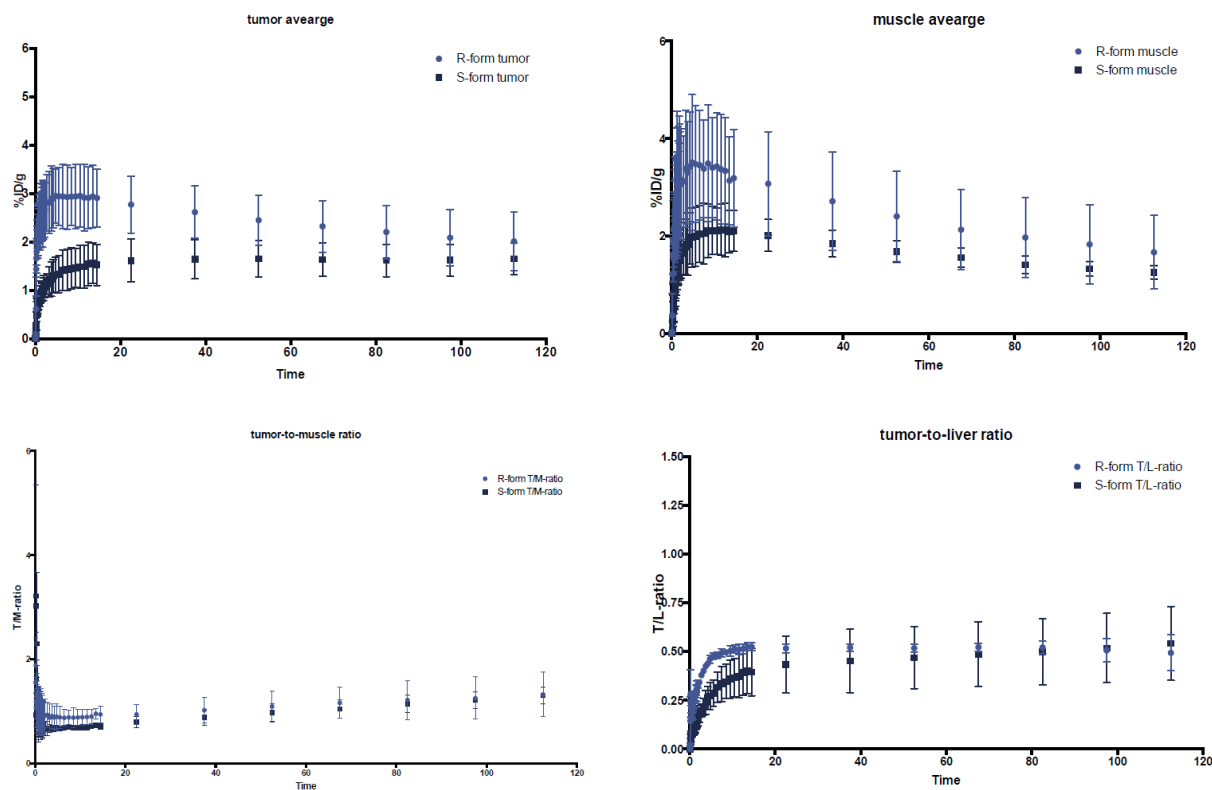 tumor avearge
6
5
4
3
2
1
0
%ID/g
R-form tumor
S-form tumor
0 20 40 60 80 100 120
Time
muscle avearge
6
4
2
0
%ID/g
R-form muscle
S-form muscle
0 20 40 60 80 100 120
Time
tumor-to-muscle ratio
6
4
2
0
T/M-ratio
R-form T/M-ratio
S-form T/M-ratio
0 20 40 60 80 100 120
Time
tumor-to-liver ratio
1.50
1.25
1.00
0.75
0.50
0.25
0.00
T/L-ratio
R-form T/L-ratio
S-form T/L-ratio
0 20 40 60 80 100 120
Time